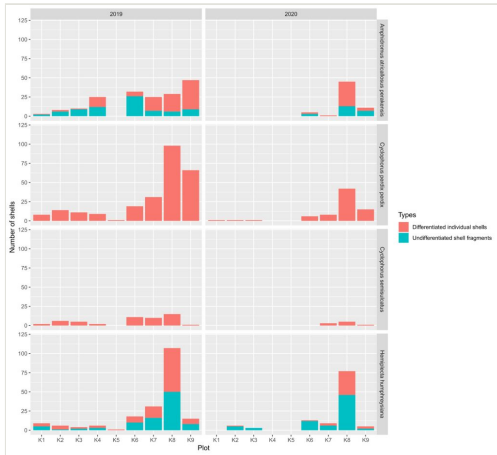 2019
2020
125
100
75
50
25
0
Amphidromus atricallosus perakensis
125
100
75
50
25
0
Cyclophorus perdix perdix
125
100
75
50
25
0
Cyclophorus semisulcatus
125
100
75
50
25
0
Hemiplecta humphreysiana
Number of shells
K1 K2 K3 K4 K5 K6 K7 K8 K9
K1 K2 K3 K4 K5 K6 K7 K8 K9
Plot
Types
Differentiated individual shells
Undifferentiated shell fragments